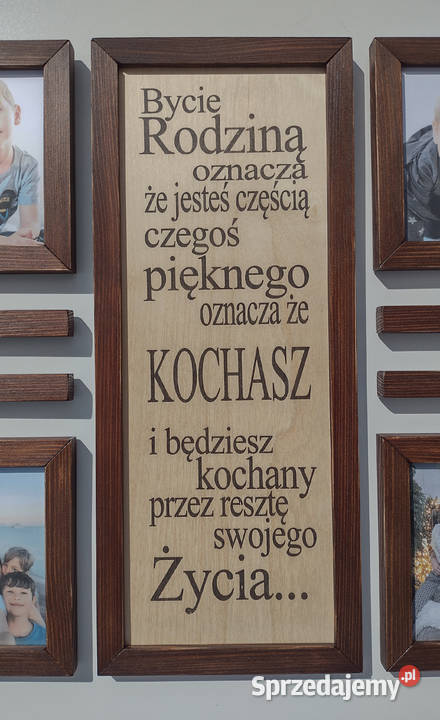 Bycie
Rodziną
oznacza
że jesteś częścią
czegoś
pięknego
oznacza że
KOCHASZ
i będziesz
kochany
przez resztę
swojego
Życia...
Sprzedajemy.pl